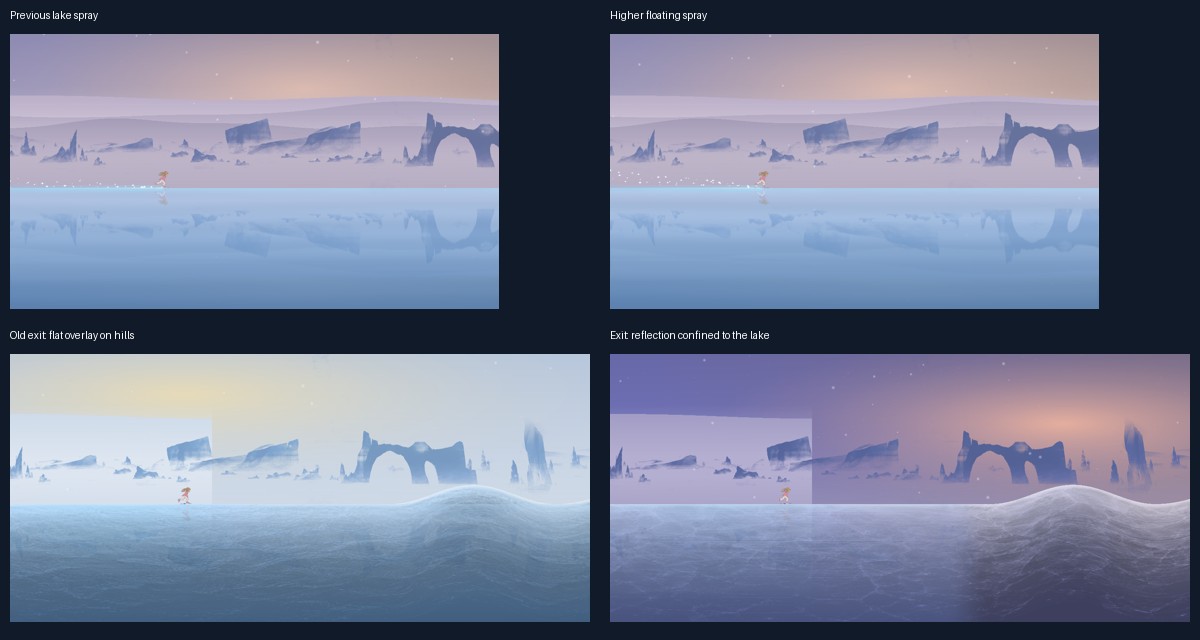 Previous lake spray
Higher floating spray
Old exit: flat overlay on hills
Exit: reflection confined to the lake